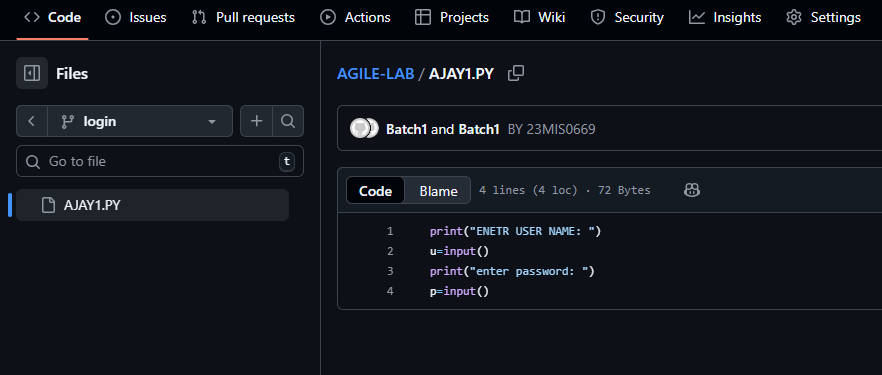 Code Issues Pull requests Actions Projects Wiki Security Insights Settings
Files
login
Go to file t
AJAY1.PY
AGILE-LAB / AJAY1.PY
Batch1 and Batch1 BY 23MIS0669
Code Blame 4 lines (4 loc) · 72 Bytes
1 print("ENETR USER NAME: ")
2 u=input()
3 print("enter password: ")
4 p=input()